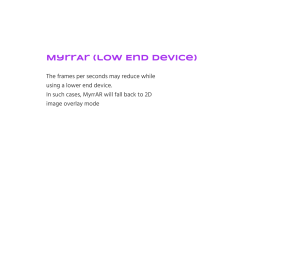 Myrrar (Low End Device)
The frames per seconds may reduce while
using a lower end device.
In such cases, MyrrAR will fall back to 2D
image overlay mode